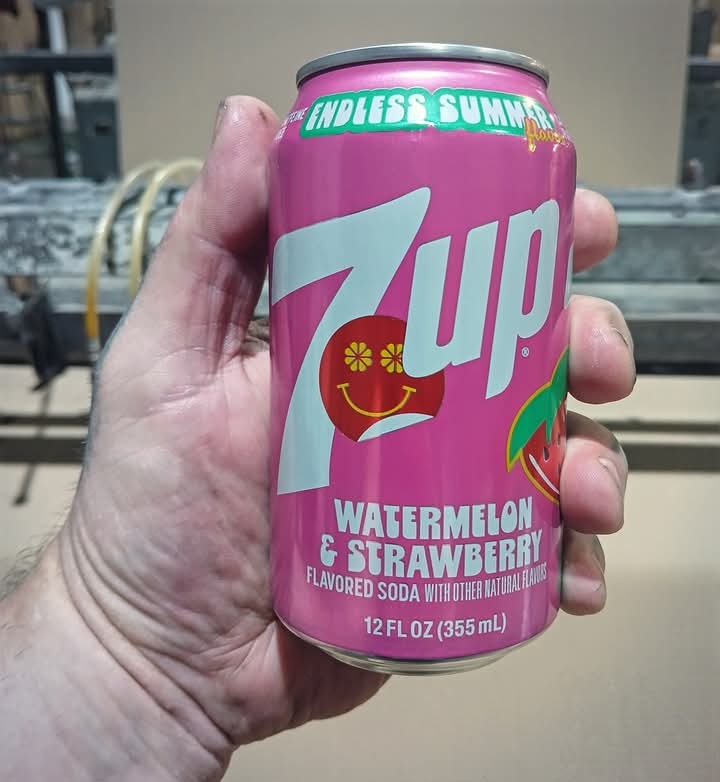 ENDLESS SUMMER
7up®
WATERMELON
& STRAWBERRY
FLAVORED SODA WITH OTHER NATURAL FLAVORS
12 FL OZ (355 mL)